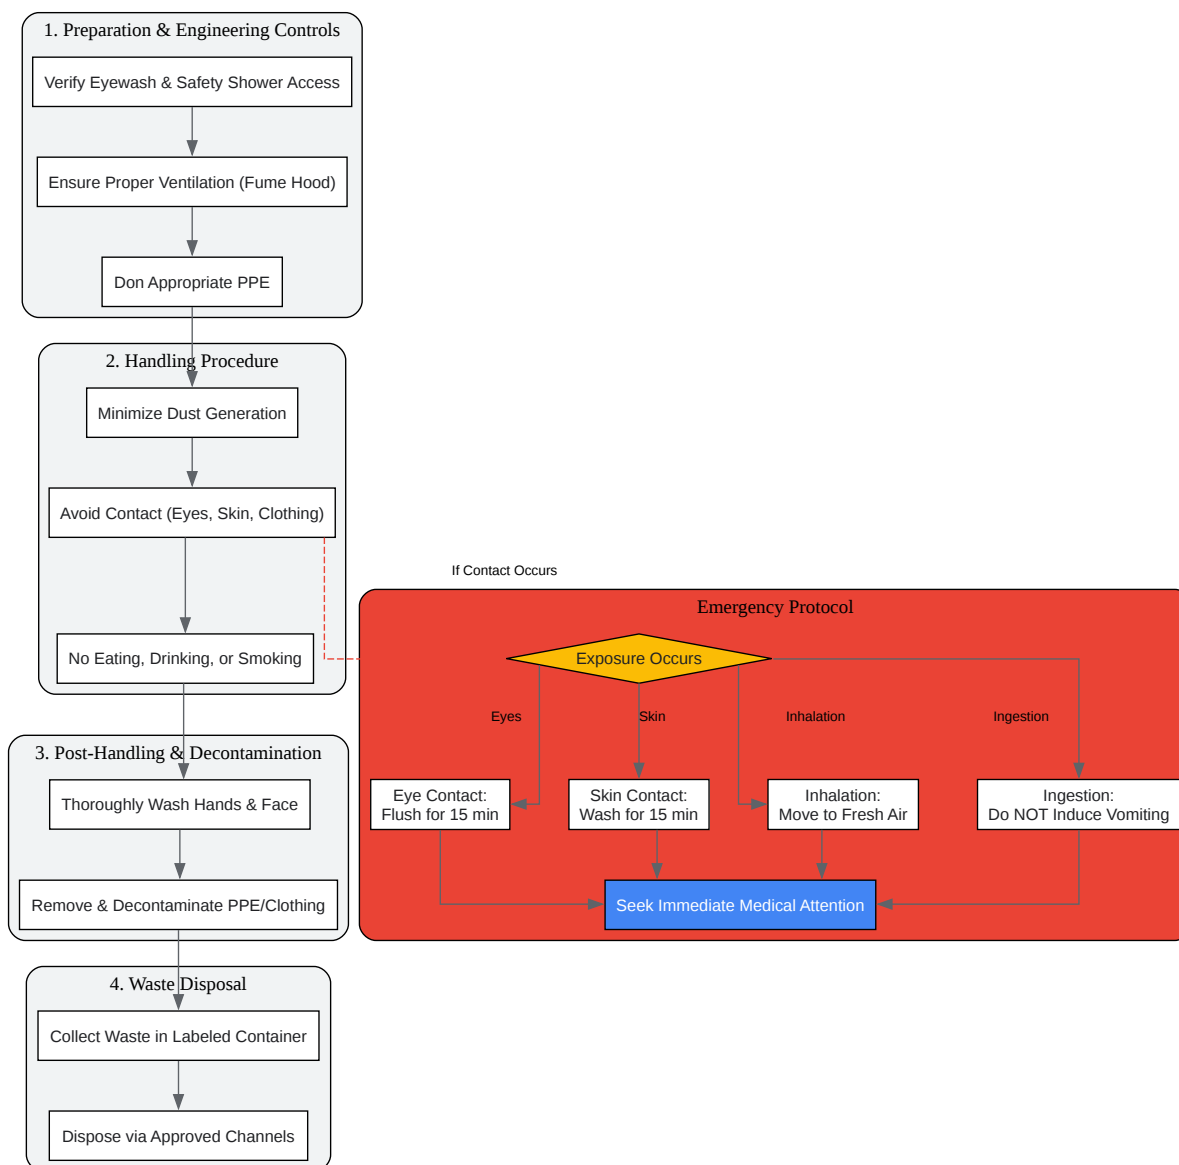 1. Preparation & Engineering Controls
Verify Eyewash & Safety Shower Access
Ensure Proper Ventilation (Fume Hood)
Don Appropriate PPE
2. Handling Procedure
Minimize Dust Generation
Avoid Contact (Eyes, Skin, Clothing)
No Eating, Drinking, or Smoking
3. Post-Handling & Decontamination
Thoroughly Wash Hands & Face
Remove & Decontaminate PPE/Clothing
4. Waste Disposal
Collect Waste in Labeled Container
Dispose via Approved Channels
If Contact Occurs
Emergency Protocol
Exposure Occurs
Eyes
Skin
Inhalation
Ingestion
Eye Contact:
Flush for 15 min
Skin Contact:
Wash for 15 min
Inhalation:
Move to Fresh Air
Ingestion:
Do NOT Induce Vomiting
Seek Immediate Medical Attention